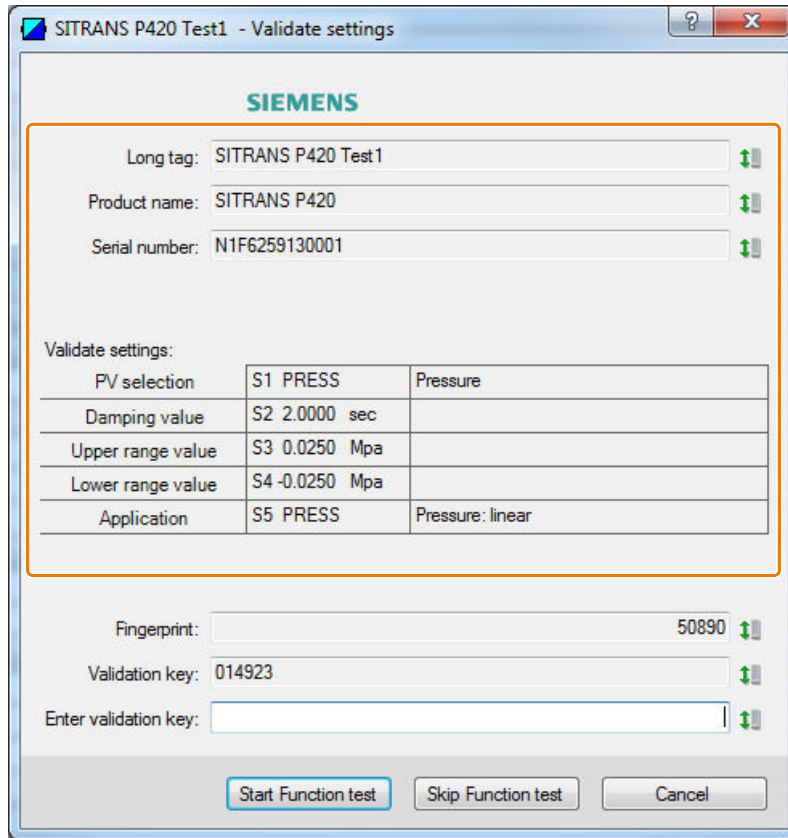 SITRANS P420 Test1 - Validate settings
?
SIEMENS
Long tag: SITRANS P420 Test1
Product name: SITRANS P420
Serial number: N1F6259130001
Validate settings:
PV selection S1 PRESS Pressure
Damping value S2 2.0000 sec
Upper range value S3 0.0250 Mpa
Lower range value S4 -0.0250 Mpa
Application S5 PRESS Pressure: linear
Fingerprint: 50890
Validation key: 014923
Enter validation key:
Start Function test Skip Function test Cancel